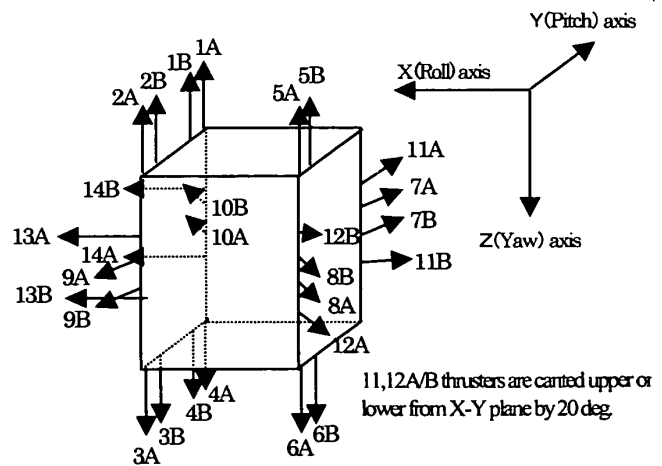 Y(Pitch) axis
1A
1B
2B
5B
2A
5A
X(Roll) axis
11A
14B
7A
10B
7B
13A
10A
12B
Z(Yaw) axis
14A
11B
9A
8B
13B
8A
9B
12A
11,12A/B thrusters are canted upper or
4A
lower from X-Y plane by 20 deg.
4B
3B
6B
3A
6A